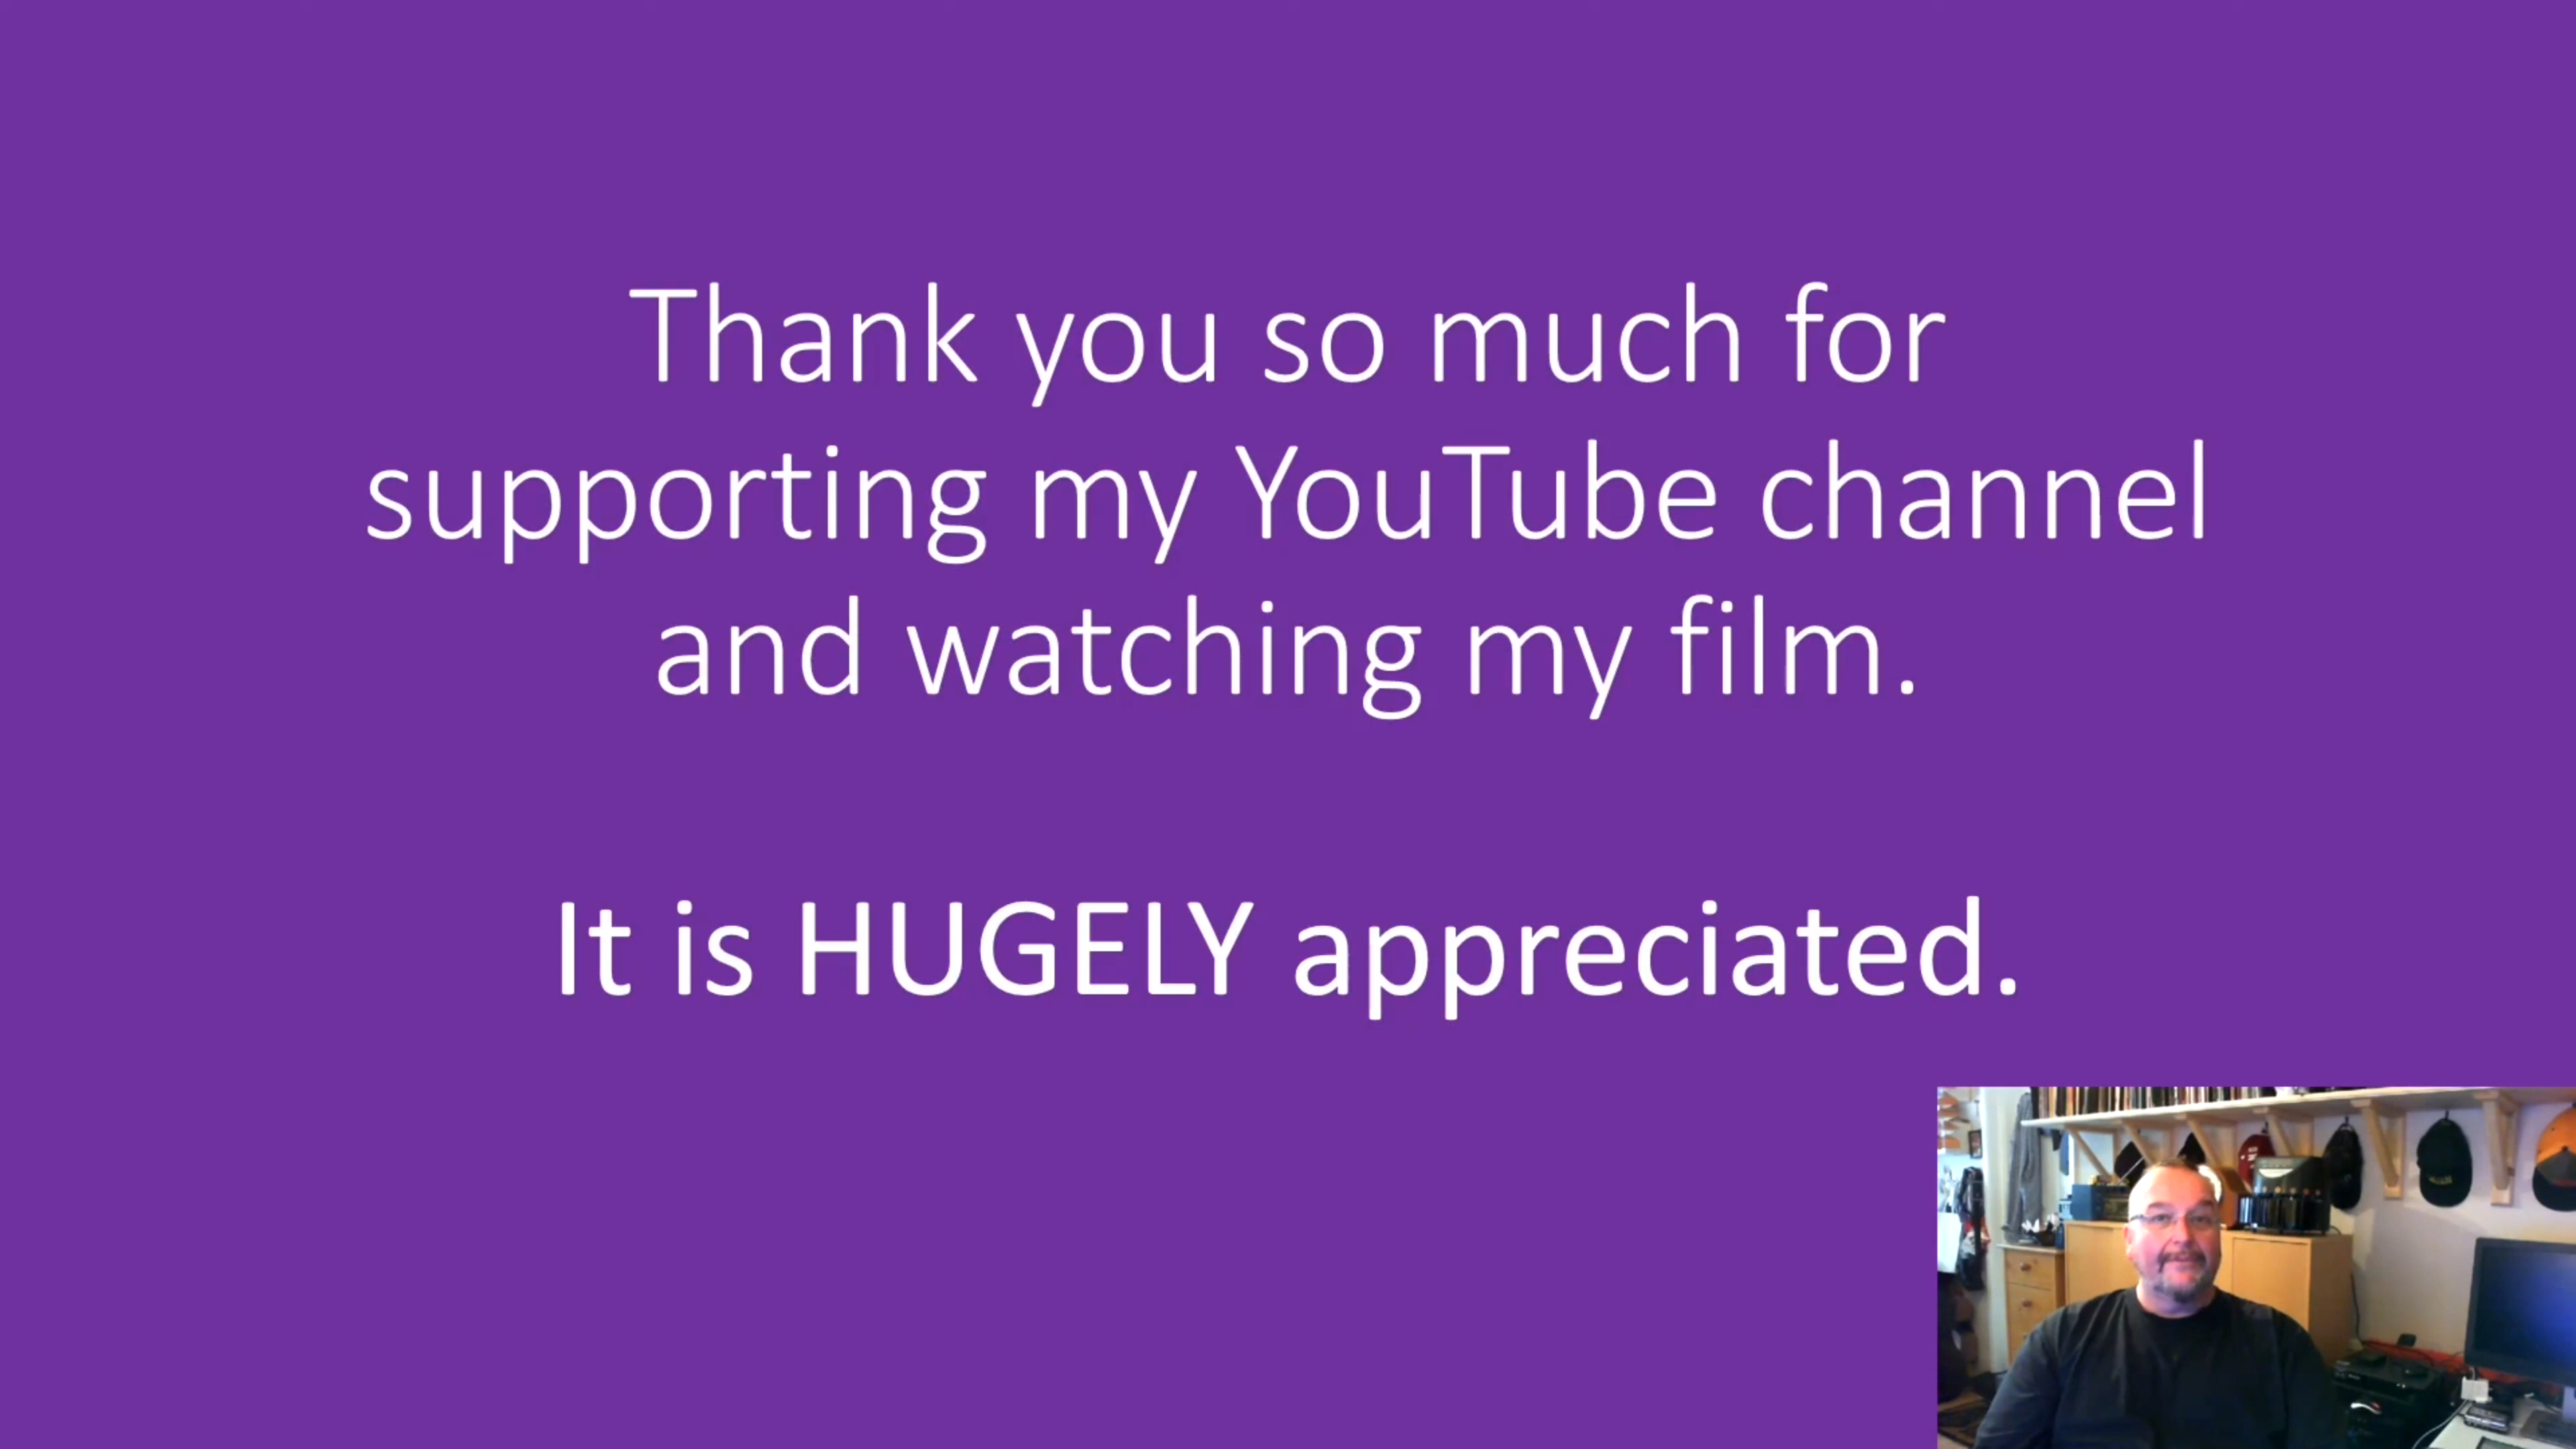 Thank you so much for
supporting my YouTube channel
and watching my film.
It is HUGELY appreciated.